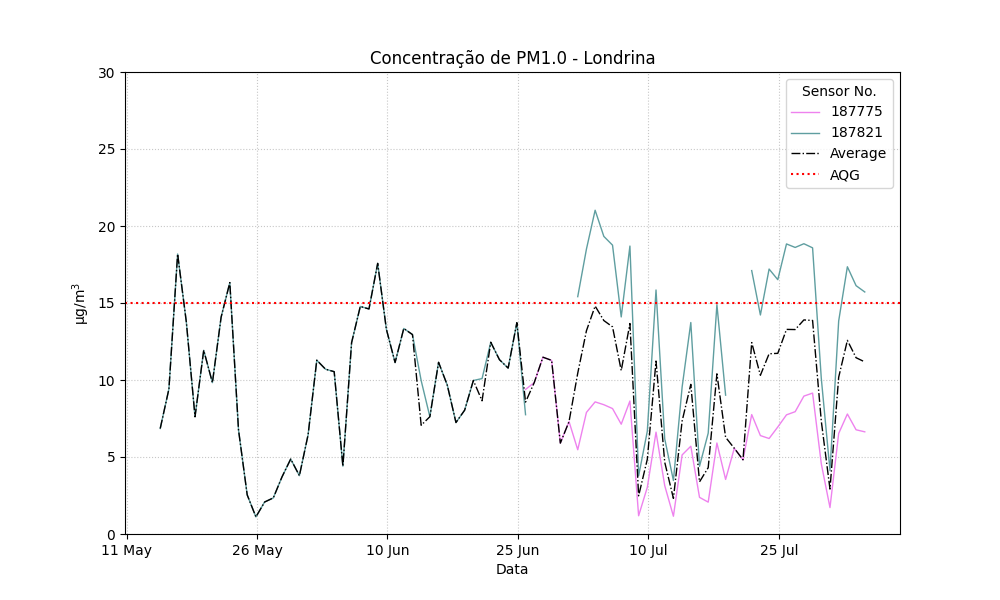 Concentração de PM1.0 - Londrina
30
25
20
15
10
5
0
µg/m³
Sensor No.
187775
187821
Average
AQG
11 May
26 May
10 Jun
25 Jun
10 Jul
25 Jul
Data